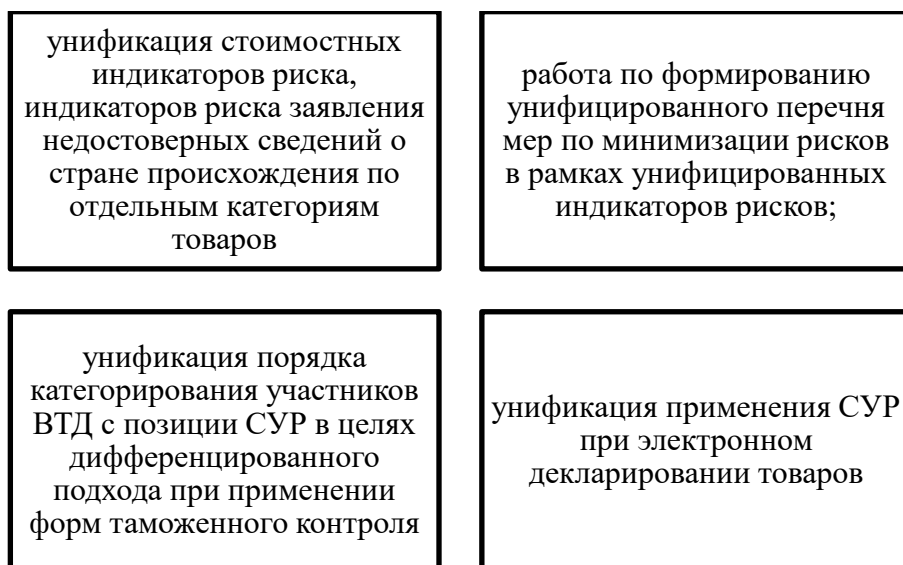 унификация стоимостных
индикаторов риска,
индикаторов риска заявления
недостоверных сведений о
стране происхождения по
отдельным категориям
товаров
работа по формированию
унифицированного перечня
мер по минимизации рисков
в рамках унифицированных
индикаторов рисков;
унификация порядка
категорирования участников
ВТД с позиции СУР в целях
дифференцированного
подхода при применении
форм таможенного контроля
унификация применения СУР
при электронном
декларировании товаров